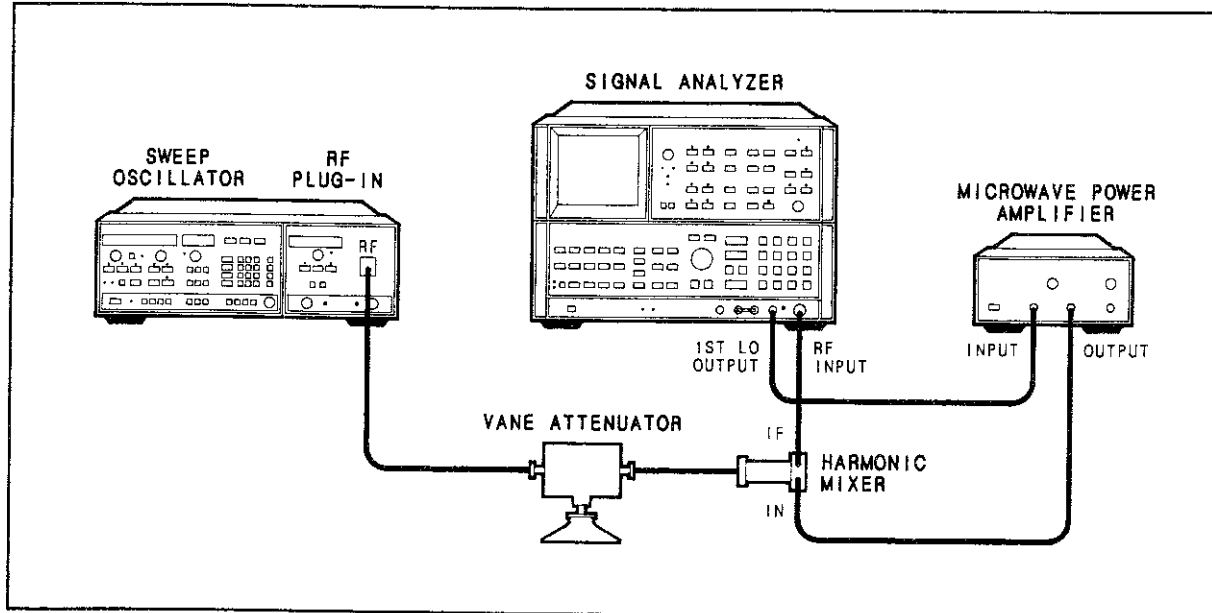 SIGNAL ANALYZER
SWEEP
OSCILLATOR
RF
PLUG-IN
MICROWAVE POWER
AMPLIFIER
RF
1ST LO
OUTPUT
RF
INPUT
INPUT
OUTPUT
VANE ATTENUATOR
IF
HARMONIC
MIXER
IN